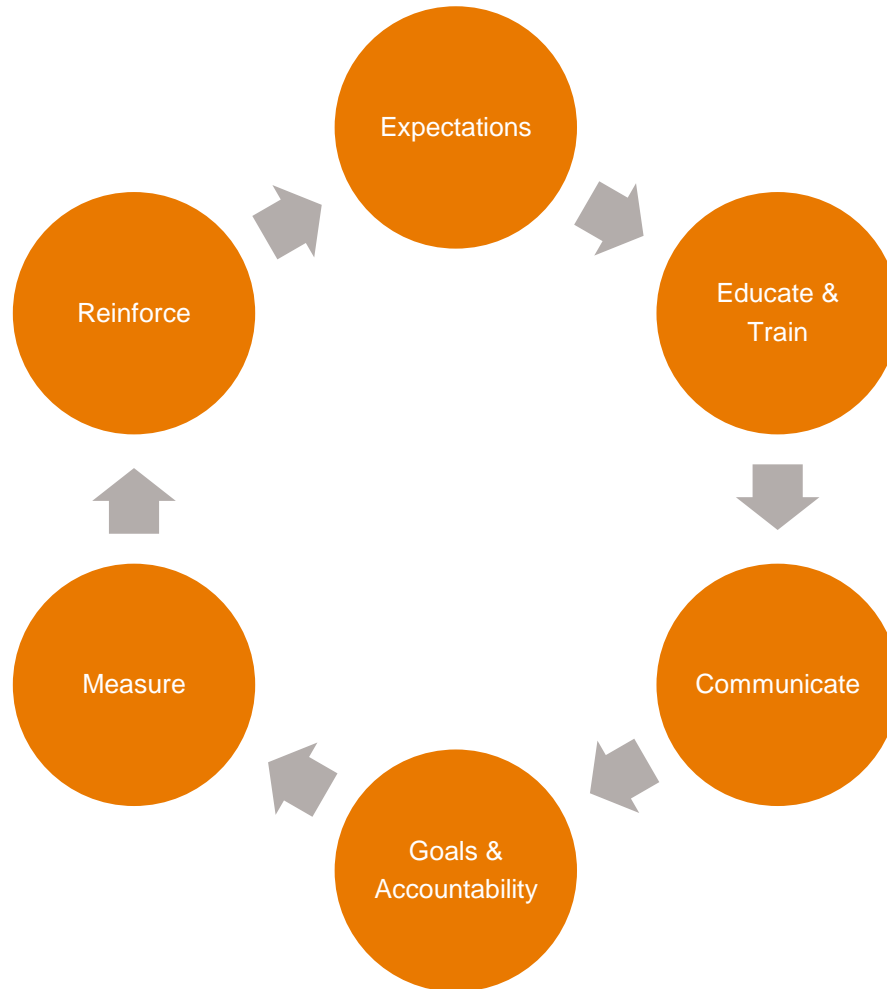 Expectations
Educate &
Train
Communicate
Goals &
Accountability
Measure
Reinforce